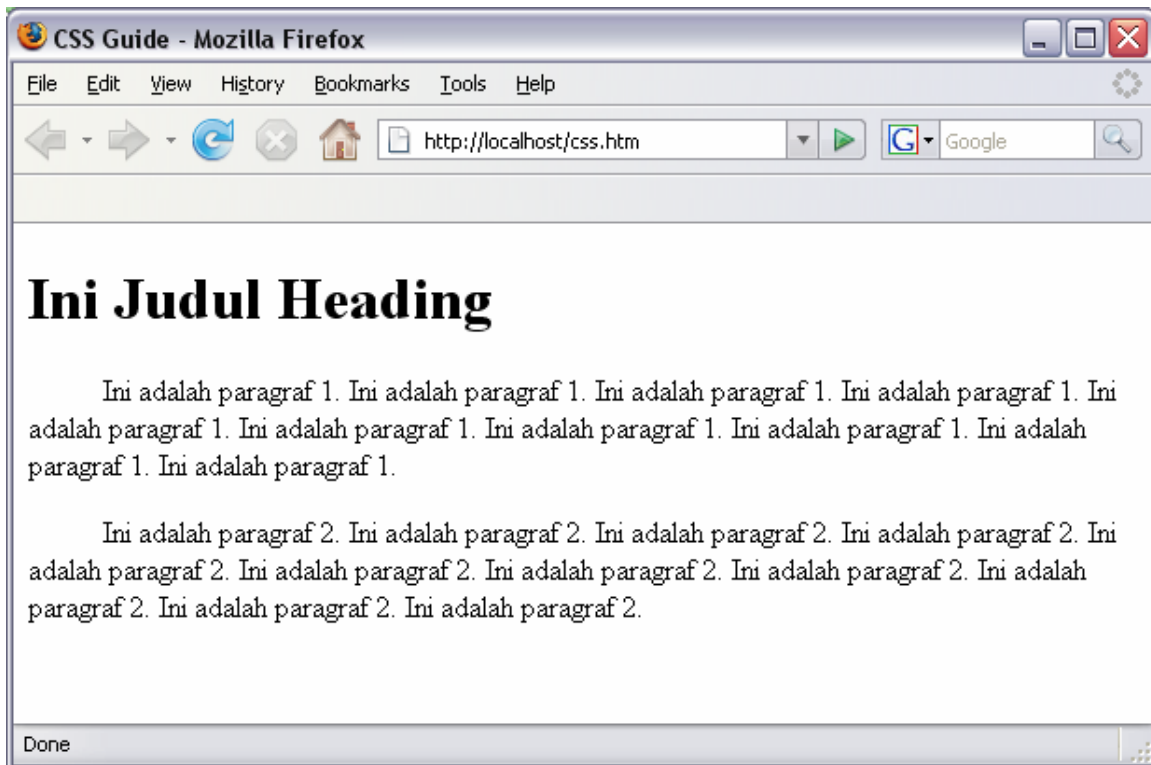 CSS Guide - Mozilla Firefox
File Edit View History Bookmarks Tools Help
http://localhost/css.htm G Google
Ini Judul Heading
Ini adalah paragraf 1. Ini adalah paragraf 1. Ini adalah paragraf 1. Ini adalah paragraf 1. Ini
adalah paragraf 1. Ini adalah paragraf 1. Ini adalah paragraf 1. Ini adalah paragraf 1. Ini adalah
paragraf 1. Ini adalah paragraf 1.
Ini adalah paragraf 2. Ini adalah paragraf 2. Ini adalah paragraf 2. Ini adalah paragraf 2. Ini
adalah paragraf 2. Ini adalah paragraf 2. Ini adalah paragraf 2. Ini adalah paragraf 2. Ini adalah
paragraf 2. Ini adalah paragraf 2. Ini adalah paragraf 2.
Done